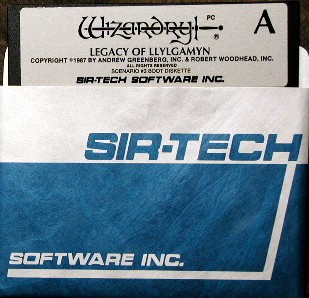 Wizardry!
PC
®
A
LEGACY OF LLYLGAMYN
COPYRIGHT ©1987 BY ANDREW GREENBERG, INC. & ROBERT WOODHEAD, INC.
ALL RIGHTS RESERVED
SCENARIO #3 BOOT DISKETTE
SIR-TECH SOFTWARE INC.
SIR-TECH
SOFTWARE INC.